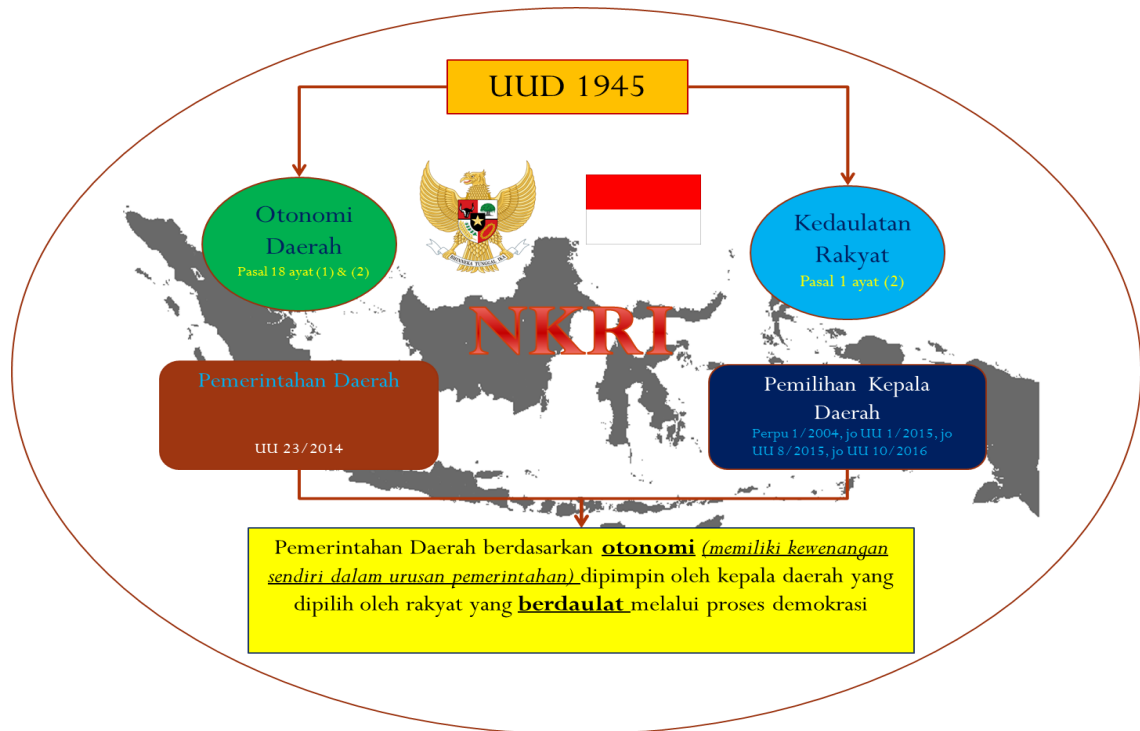 UUD 1945
Otonomi
Daerah
Pasal 18 ayat (1) & (2)
Kedaulatan
Rakyat
Pasal 1 ayat (2)
BHINNEKA TUNGGAL IKA
NKRI
Pemerintahan Daerah
UU 23/2014
Pemilihan Kepala
Daerah
Perpu 1/2004, jo UU 1/2015, jo
UU 8/2015, jo UU 10/2016
Pemerintahan Daerah berdasarkan otonomi (memiliki kewenangan
sendiri dalam urusan pemerintahan) dipimpin oleh kepala daerah yang
dipilih oleh rakyat yang berdaulat melalui proses demokrasi